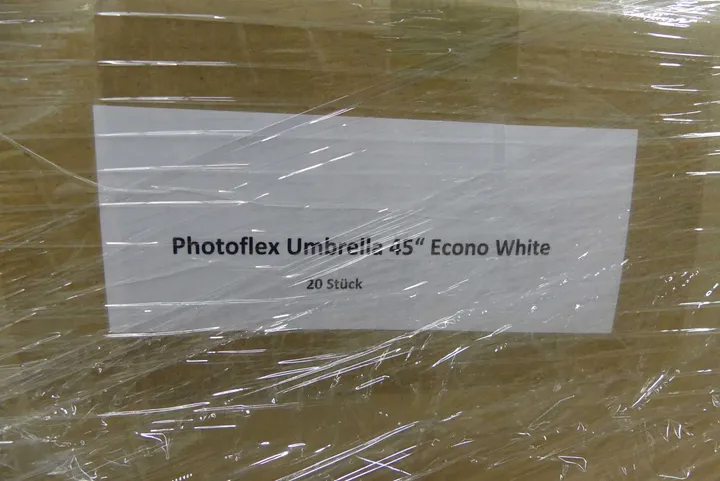 Photoflex Umbrella 45“ Econo White
20 Stück